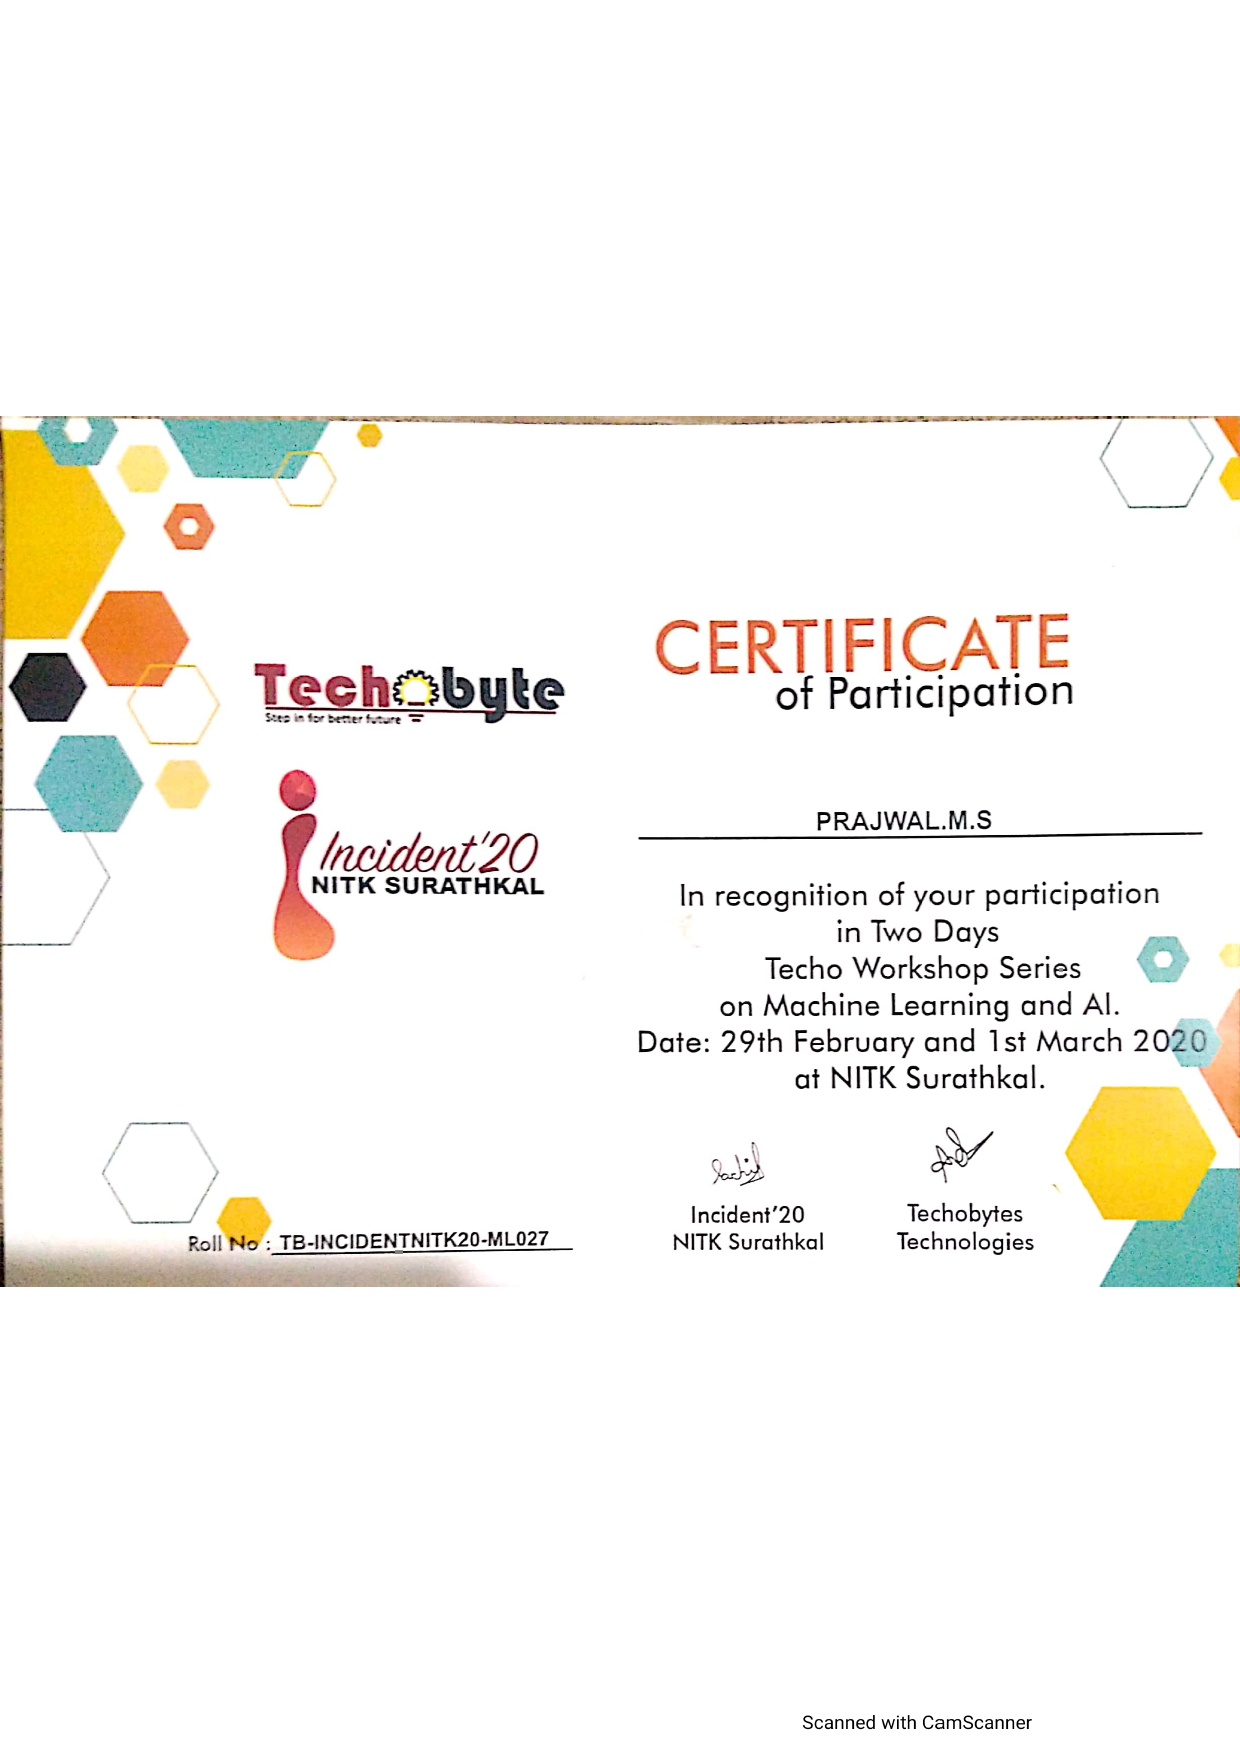 Techobyte
Step in for better future
Incident'20
NITK SURATHKAL
CERTIFICATE
of Participation
PRAJWAL.M.S
In recognition of your participation
in Two Days
Techo Workshop Series
on Machine Learning and AI.
Date: 29th February and 1st March 2020
at NITK Surathkal.
Incident'20
NITK Surathkal
Techobytes
Technologies
Roll No : TB-INCIDENTNITK20-ML027
Scanned with CamScanner